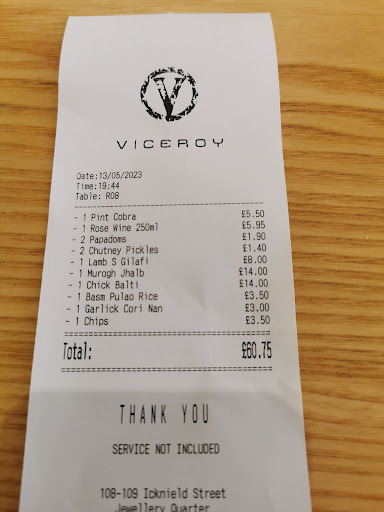 V
VICEROY
Date:13/05/2023
Time:19:44
Table: R08
- 1 Pint Cobra £5.50
- 1 Rose Wine 250ml £5.95
- 2 Papadoms £1.90
- 2 Chutney Pickles £1.40
- 1 Lamb S Gilafi £8.00
- 1 Murogh Jhalb £14.00
- 1 Chick Balti £14.00
- 1 Basm Pulao Rice £3.50
- 1 Garlick Cori Nan £3.00
- 1 Chips £3.50
Total: £60.75
THANK YOU
SERVICE NOT INCLUDED
108-109 Icknield Street
Jewellery Quarter